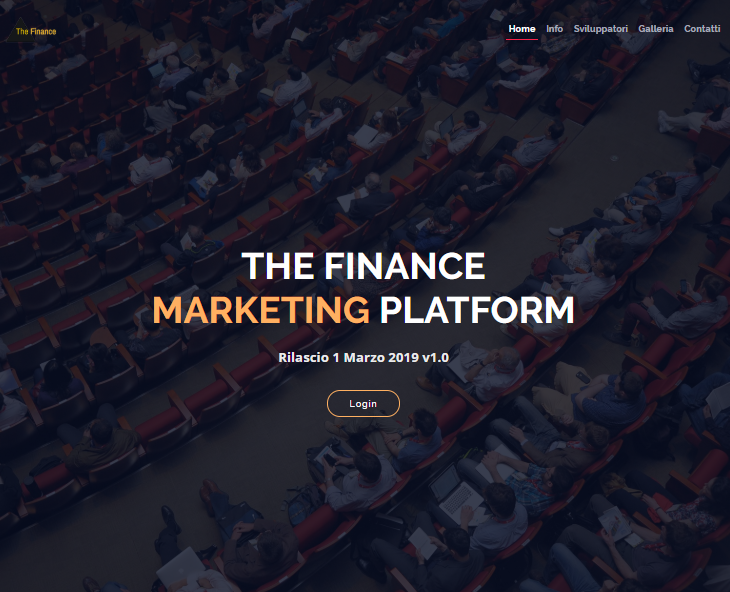 The Finance
Home Info Sviluppatori Galleria Contatti
THE FINANCE
MARKETING PLATFORM
Rilascio 1 Marzo 2019 v1.0
Login